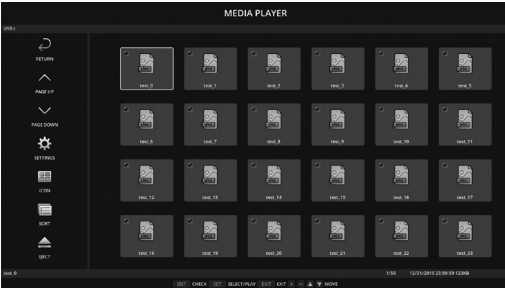 MEDIA PLAYER
USB:/
RETURN
PAGE UP
PAGE DOWN
SETTINGS
ICON
SORT
EJECT
test_0 test_1 test_2 test_3 test_4 test_5
test_6 test_7 test_8 test_9 test_10 test_11
test_12 test_13 test_14 test_15 test_16 test_17
test_18 test_19 test_20 test_21 test_22 test_23
test_0 1/50 12/31/2015 23:59:59 123KB
ENT CHECK SET SELECT/PLAY EXIT EXIT + - ▲ ▼ MOVE